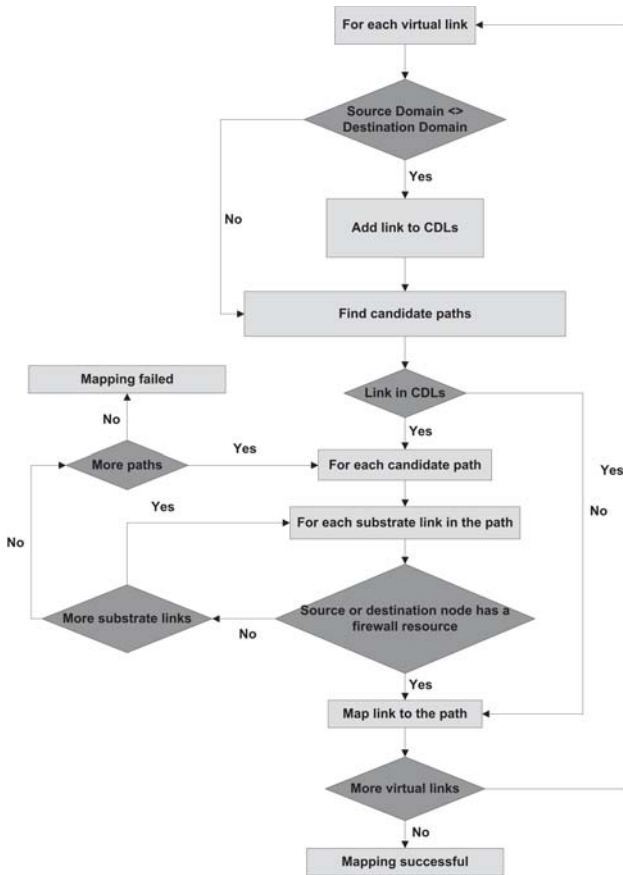 For each virtual link
Source Domain <>
Destination Domain
Yes
No
Add link to CDLs
Find candidate paths
Mapping failed
Link in CDLs
No
Yes
More paths
Yes
For each candidate path
Yes
No
Yes
For each substrate link in the path
No
More substrate links
No
Source or destination node has a
firewall resource
Yes
Map link to the path
More virtual links
No
Mapping successful